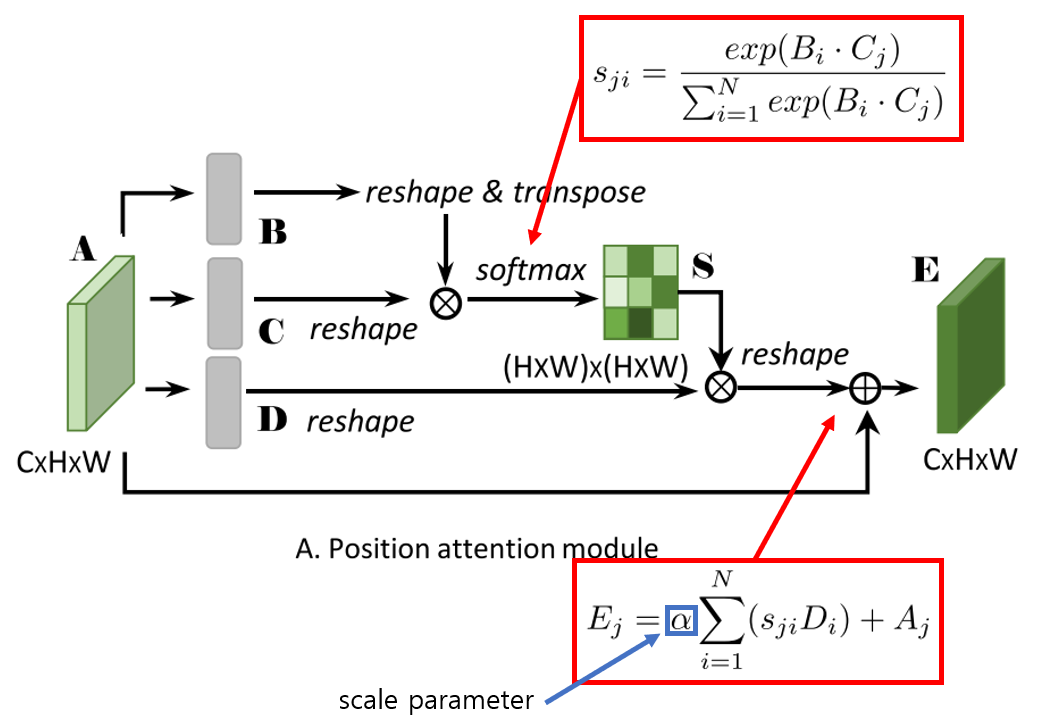 s_{ji} = \frac{exp(B_i \cdot C_j)}{\sum_{i=1}^{N} exp(B_i \cdot C_j)}
reshape & transpose
B
A
softmax
S
E
C
reshape
(HxW)x(HxW)
reshape
D
reshape
CxHxW
CxHxW
A. Position attention module
E_j = \alpha \sum_{i=1}^{N} (s_{ji} D_i) + A_j
scale parameter